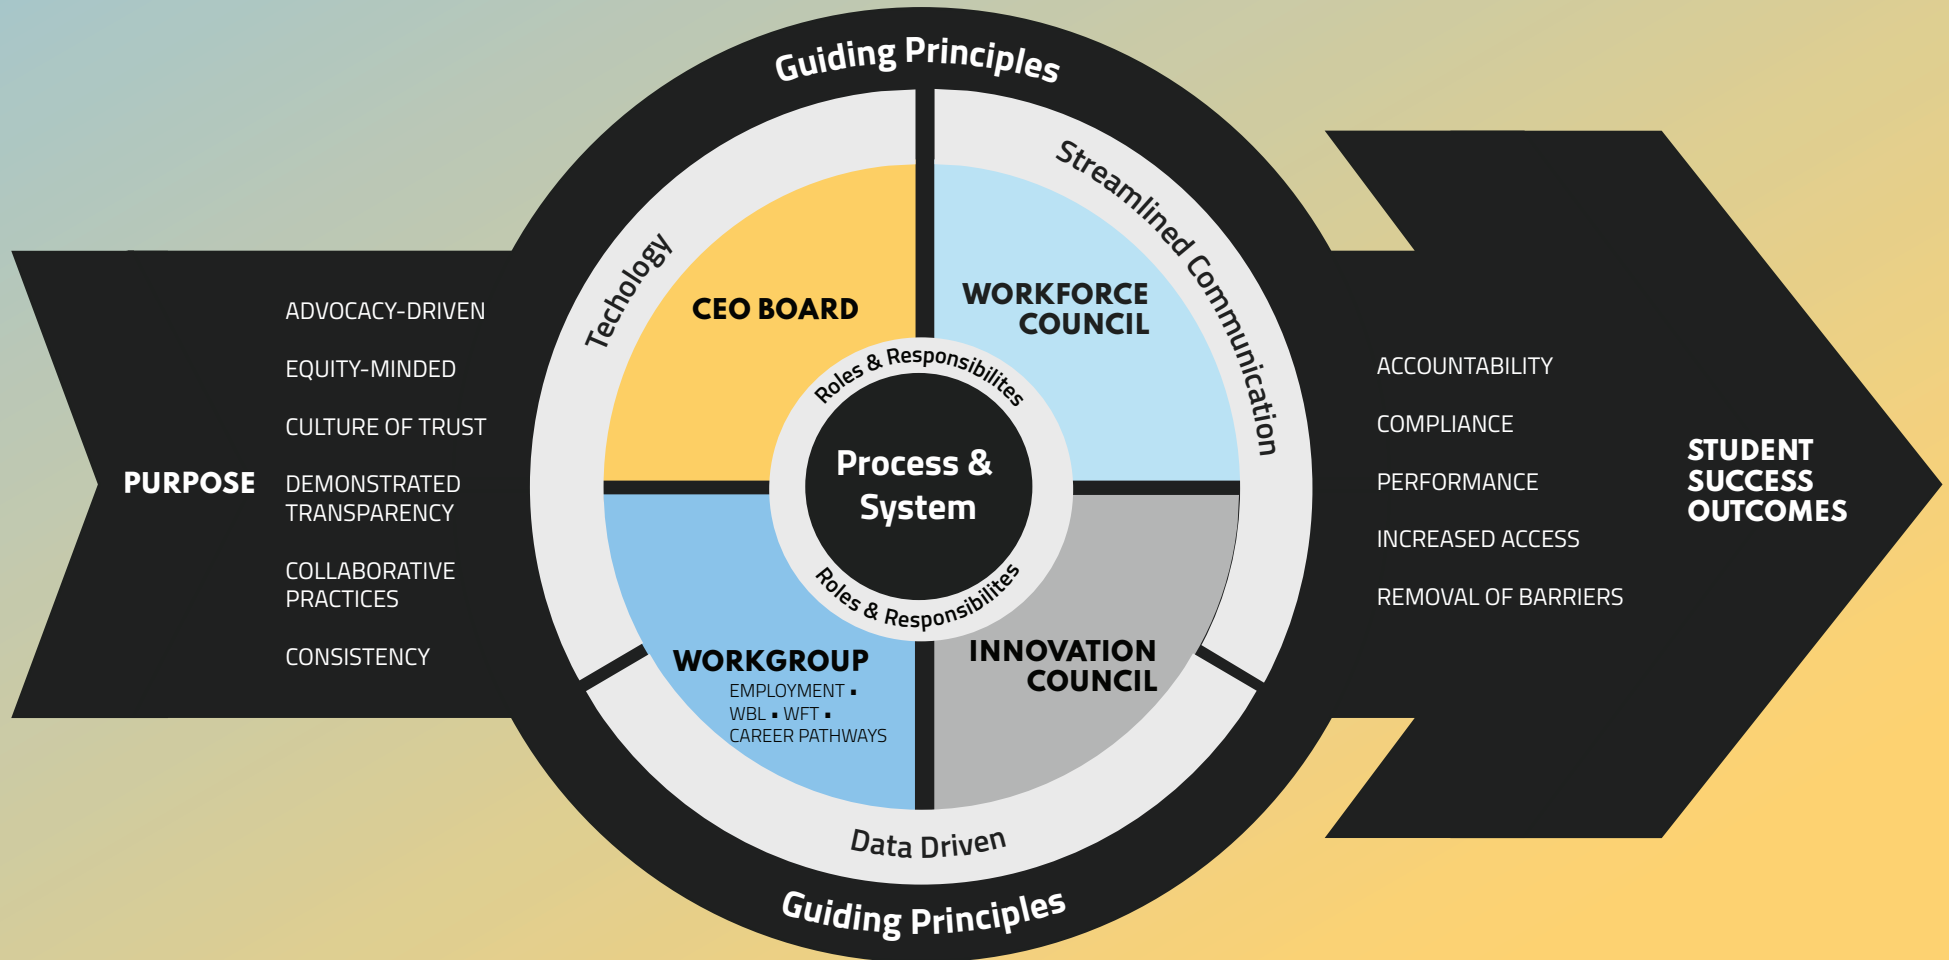 Guiding Principles
Techology
Streamlined Communication
CEO BOARD
WORKFORCE
COUNCIL
Roles & Responsibilites
Process &
System
Roles & Responsibilites
WORKGROUP
EMPLOYMENT ▪
WBL ▪ WFT ▪
CAREER PATHWAYS
INNOVATION
COUNCIL
Data Driven
Guiding Principles
PURPOSE
ADVOCACY-DRIVEN
EQUITY-MINDED
CULTURE OF TRUST
DEMONSTRATED
TRANSPARENCY
COLLABORATIVE
PRACTICES
CONSISTENCY
ACCOUNTABILITY
COMPLIANCE
PERFORMANCE
INCREASED ACCESS
REMOVAL OF BARRIERS
STUDENT
SUCCESS
OUTCOMES